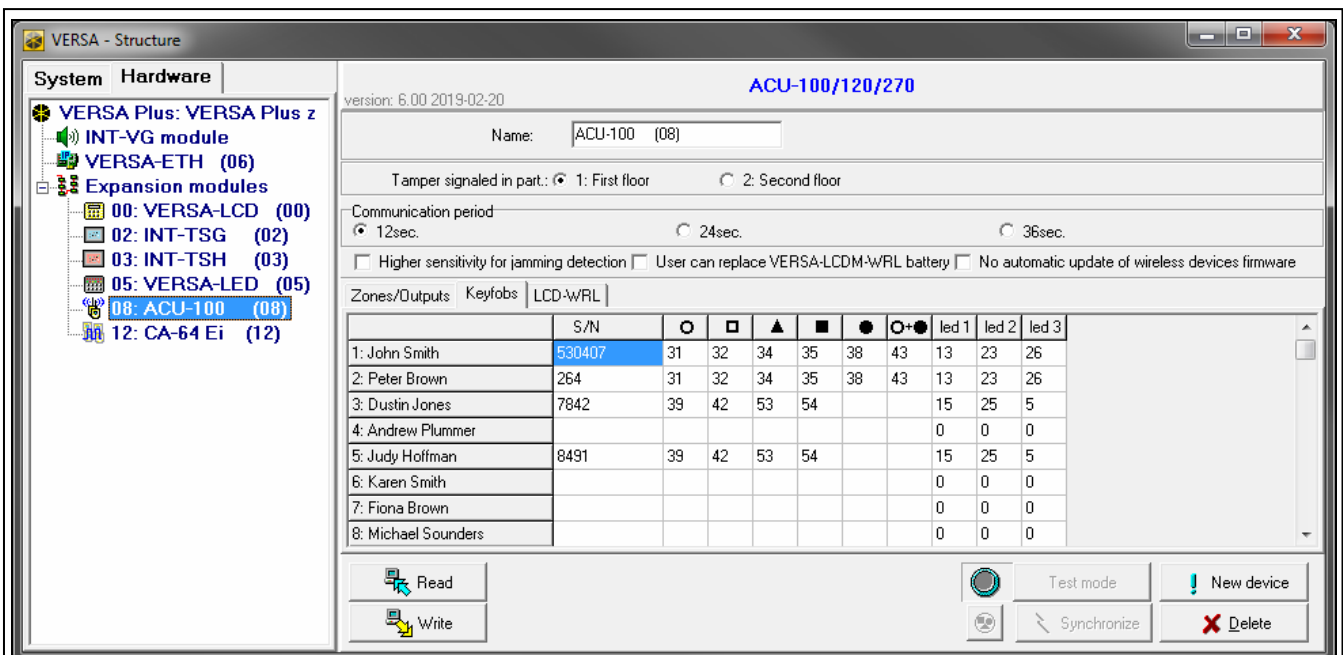 VERSA - Structure
System Hardware
VERSA Plus: VERSA Plus z
INT-VG module
VERSA-ETH (06)
Expansion modules
00: VERSA-LCD (00)
02: INT-TSG (02)
03: INT-TSH (03)
05: VERSA-LED (05)
08: ACU-100 (08)
12: CA-64 Ei (12)
version: 6.00 2019-02-20
ACU-100/120/270
Name: ACU-100 (08)
Tamper signaled in part.: 1: First floor 2: Second floor
Communication period
12sec. 24sec. 36sec.
Higher sensitivity for jamming detection User can replace VERSA-LCDM-WRL battery No automatic update of wireless devices firmware
Zones/Outputs Keyfobs LCD-WRL
S/N led 1 led 2 led 3
1: John Smith 530407 31 32 34 35 38 43 13 23 26
2: Peter Brown 264 31 32 34 35 38 43 13 23 26
3: Dustin Jones 7842 39 42 53 54 15 25 5
4: Andrew Plummer 0 0 0
5: Judy Hoffman 8491 39 42 53 54 15 25 5
6: Karen Smith 0 0 0
7: Fiona Brown 0 0 0
8: Michael Sounders 0 0 0
Read Test mode New device
Write Synchronize Delete